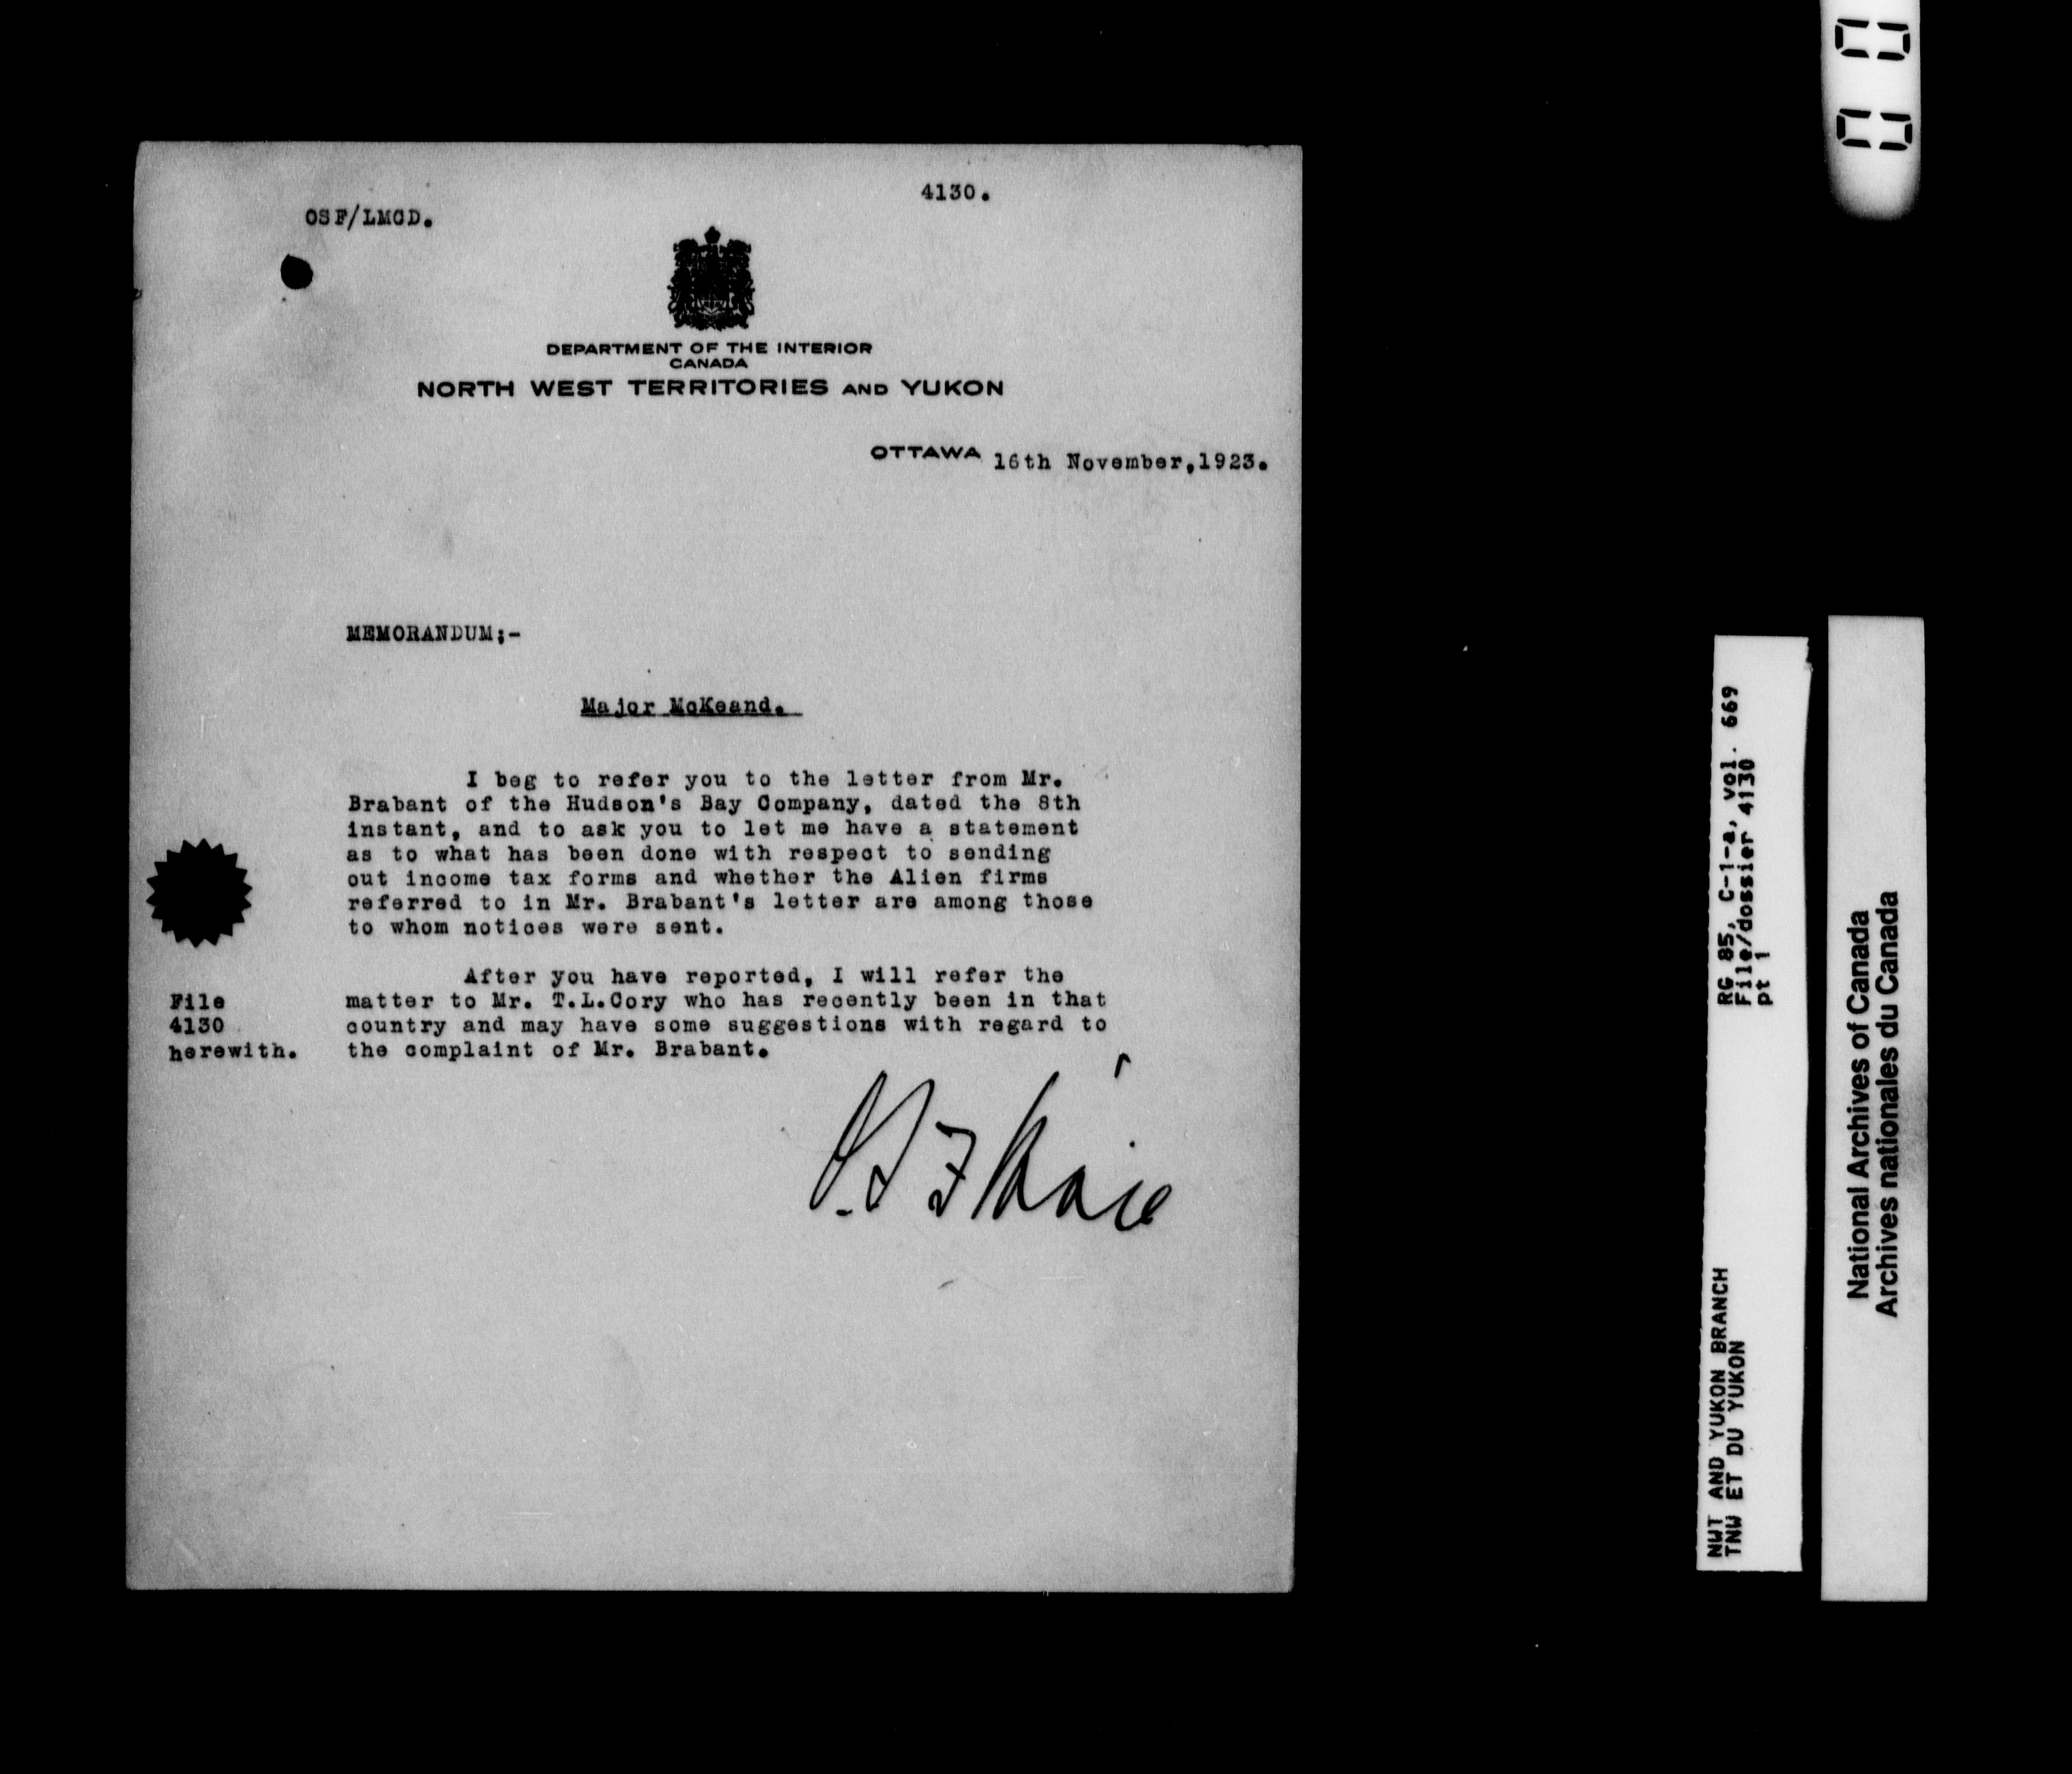 4130.
OSF/LMCD.
DEPARTMENT OF THE INTERIOR
CANADA
NORTH WEST TERRITORIES AND YUKON
OTTAWA 16th November,1923.
MEMORANDUM;-
Major McKeand.
I beg to refer you to the letter from Mr.
Brabant of the Hudson's Bay Company, dated the 8th
instant, and to ask you to let me have a statement
as to what has been done with respect to sending
out income tax forms and whether the Alien firms
referred to in Mr. Brabant's letter are among those
to whom notices were sent.
After you have reported, I will refer the
matter to Mr. T.L.Cory who has recently been in that
country and may have some suggestions with regard to
the complaint of Mr. Brabant.
File
4130
herewith.
RG 85, C-1-a, vol. 669
File/dossier 4130
pt 1
NWT AND YUKON BRANCH
TNW ET DU YUKON
National Archives of Canada
Archives nationales du Canada